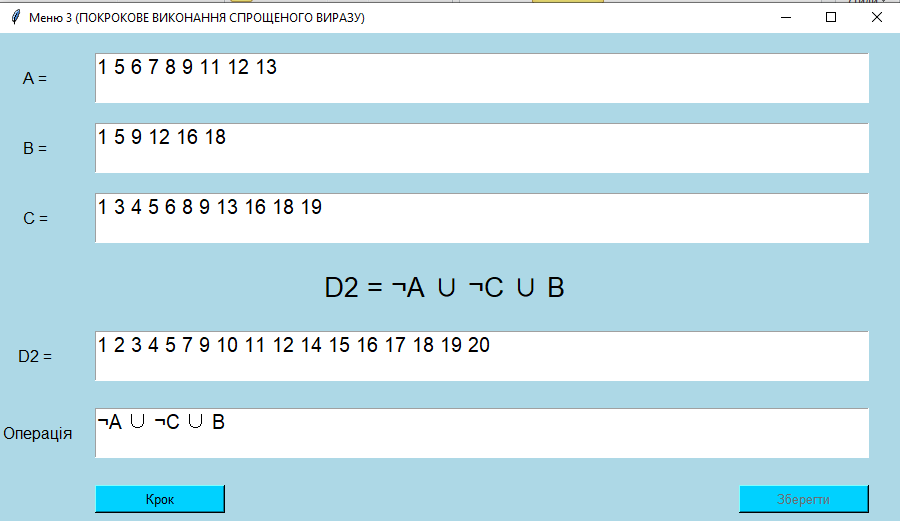 Меню 3 (ПОКРОКОВЕ ВИКОНАННЯ СПРОЩЕНОГО ВИРАЗУ)
A = 1 5 6 7 8 9 11 12 13
B = 1 5 9 12 16 18
C = 1 3 4 5 6 8 9 13 16 18 19
D2 = ¬A ∪ ¬C ∪ B
D2 = 1 2 3 4 5 7 9 10 11 12 14 15 16 17 18 19 20
Операція ¬A ∪ ¬C ∪ B
Крок Зберегти